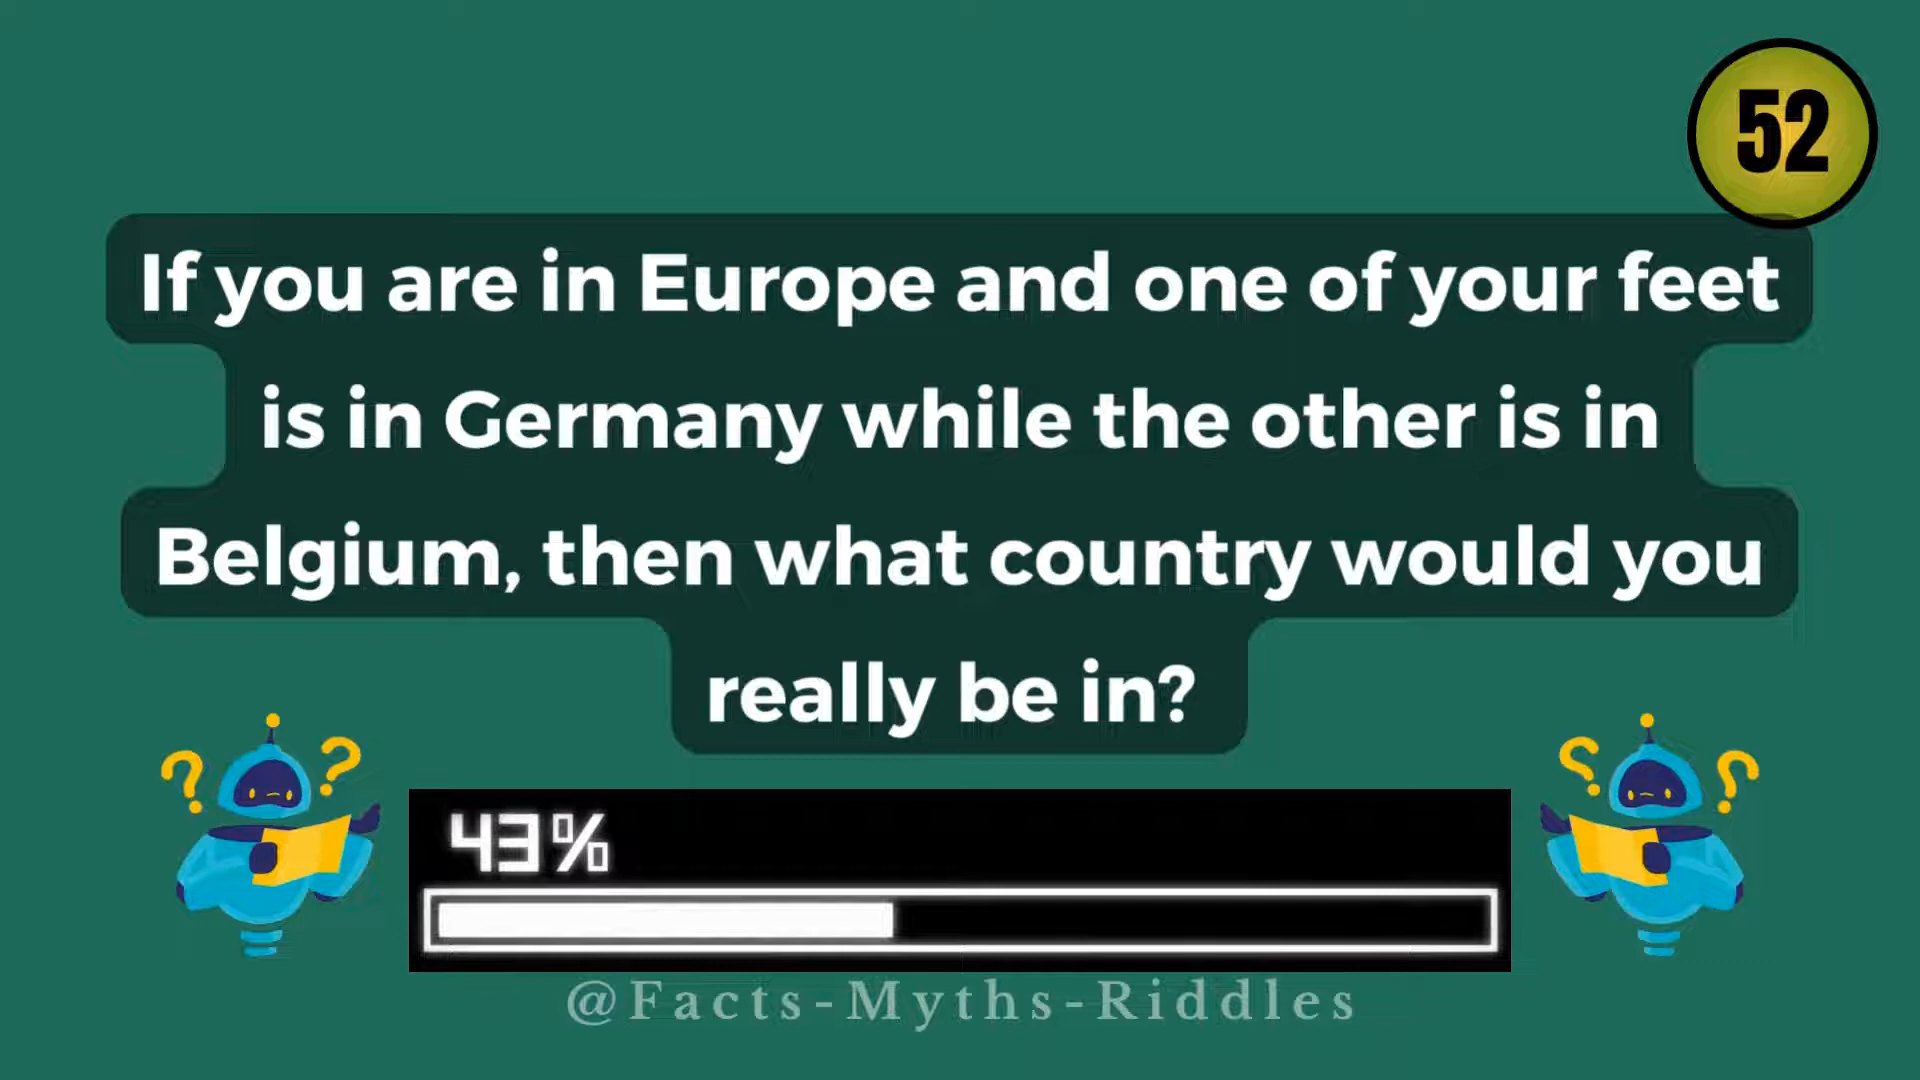 52
If you are in Europe and one of your feet
is in Germany while the other is in
Belgium, then what country would you
really be in?
? ?
? ?
43%
@Facts-Myths-Riddles